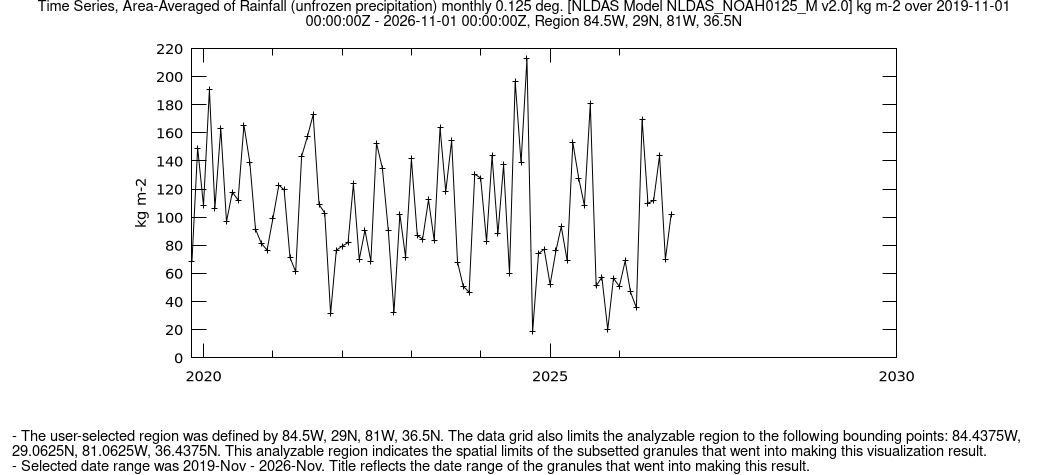 Time Series, Area-Averaged of Rainfall (unfrozen precipitation) monthly 0.125 deg. [NLDAS Model NLDAS_NOAH0125_M v2.0] kg m-2 over 2019-11-01
00:00:00Z - 2026-11-01 00:00:00Z, Region 84.5W, 29N, 81W, 36.5N
220
200
180
160
140
120
100
80
60
40
20
0
kg m-2
2020
2025
2030
- The user-selected region was defined by 84.5W, 29N, 81W, 36.5N. The data grid also limits the analyzable region to the following bounding points: 84.4375W,
29.0625N, 81.0625W, 36.4375N. This analyzable region indicates the spatial limits of the subsetted granules that went into making this visualization result.
- Selected date range was 2019-Nov - 2026-Nov. Title reflects the date range of the granules that went into making this result.